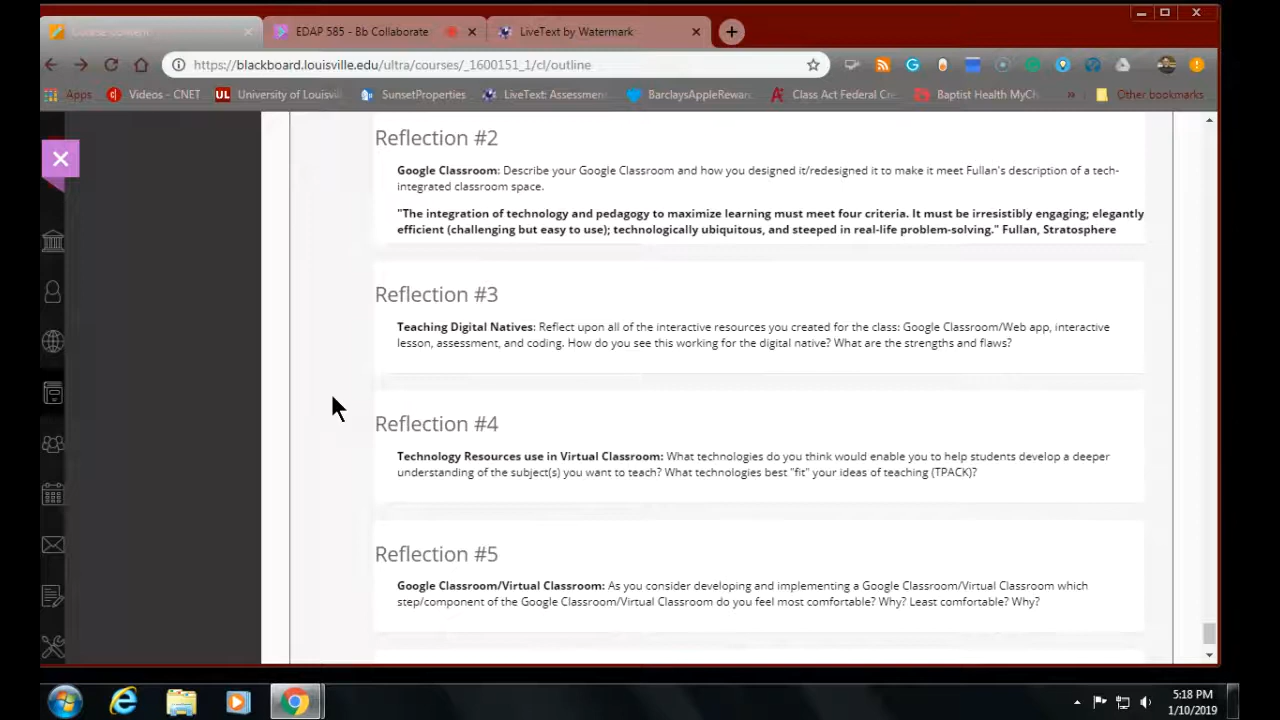 EDAP 585 - Bb Collaborate
LiveText by Watermark
https://blackboard.louisville.edu/ultra/courses/_1600151_1/cl/outline
Apps
Videos - CNET
UL
University of Louisvi
SunsetProperties
LiveText: Assessmen
BarclaysAppleRewar
Class Act Federal Cre
Baptist Health MyCh
»
Other bookmarks
Reflection #2
Google Classroom: Describe your Google Classroom and how you designed it/redesigned it to make it meet Fullan's description of a tech-
integrated classroom space.
"The integration of technology and pedagogy to maximize learning must meet four criteria. It must be irresistibly engaging; elegantly
efficient (challenging but easy to use); technologically ubiquitous, and steeped in real-life problem-solving." Fullan, Stratosphere
Reflection #3
Teaching Digital Natives: Reflect upon all of the interactive resources you created for the class: Google Classroom/Web app, interactive
lesson, assessment, and coding. How do you see this working for the digital native? What are the strengths and flaws?
Reflection #4
Technology Resources use in Virtual Classroom: What technologies do you think would enable you to help students develop a deeper
understanding of the subject(s) you want to teach? What technologies best "fit" your ideas of teaching (TPACK)?
Reflection #5
Google Classroom/Virtual Classroom: As you consider developing and implementing a Google Classroom/Virtual Classroom which
step/component of the Google Classroom/Virtual Classroom do you feel most comfortable? Why? Least comfortable? Why?
5:18 PM
1/10/2019